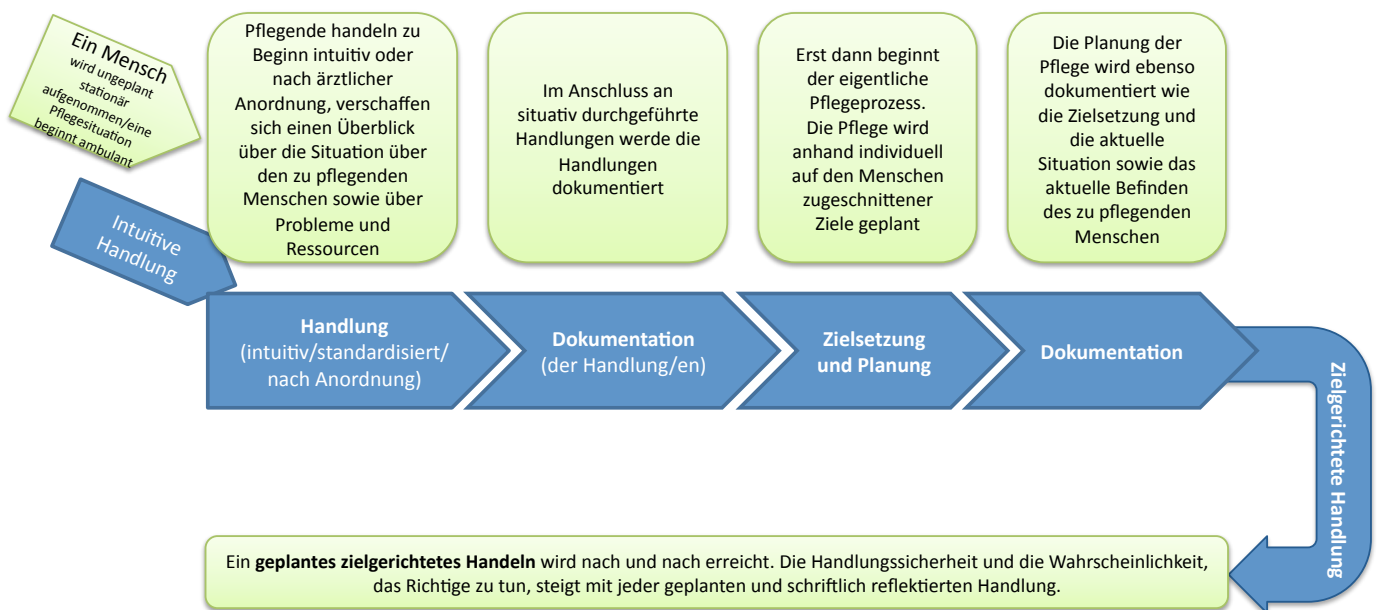 Ein Mensch
wird ungeplant
stationär
aufgenommen/eine
Pflegesituation
beginnt ambulant
Pflegende handeln zu
Beginn intuitiv oder
nach ärztlicher
Anordnung, verschaffen
sich einen Überblick
über die Situation über
den zu pflegenden
Menschen sowie über
Probleme und
Ressourcen
Im Anschluss an
situativ durchgeführte
Handlungen werde die
Handlungen
dokumentiert
Erst dann beginnt
der eigentliche
Pflegeprozess.
Die Pflege wird
anhand individuell
auf den Menschen
zugeschnittener
Ziele geplant
Die Planung der
Pflege wird ebenso
dokumentiert wie
die Zielsetzung und
die aktuelle
Situation sowie das
aktuelle Befinden
des zu pflegenden
Menschen
Intuitive
Handlung
Handlung
(intuitiv/standardisiert/
nach Anordnung)
Dokumentation
(der Handlung/en)
Zielsetzung
und Planung
Dokumentation
Zielgerichtete Handlung
Ein geplantes zielgerichtetes Handeln wird nach und nach erreicht. Die Handlungssicherheit und die Wahrscheinlichkeit,
das Richtige zu tun, steigt mit jeder geplanten und schriftlich reflektierten Handlung.